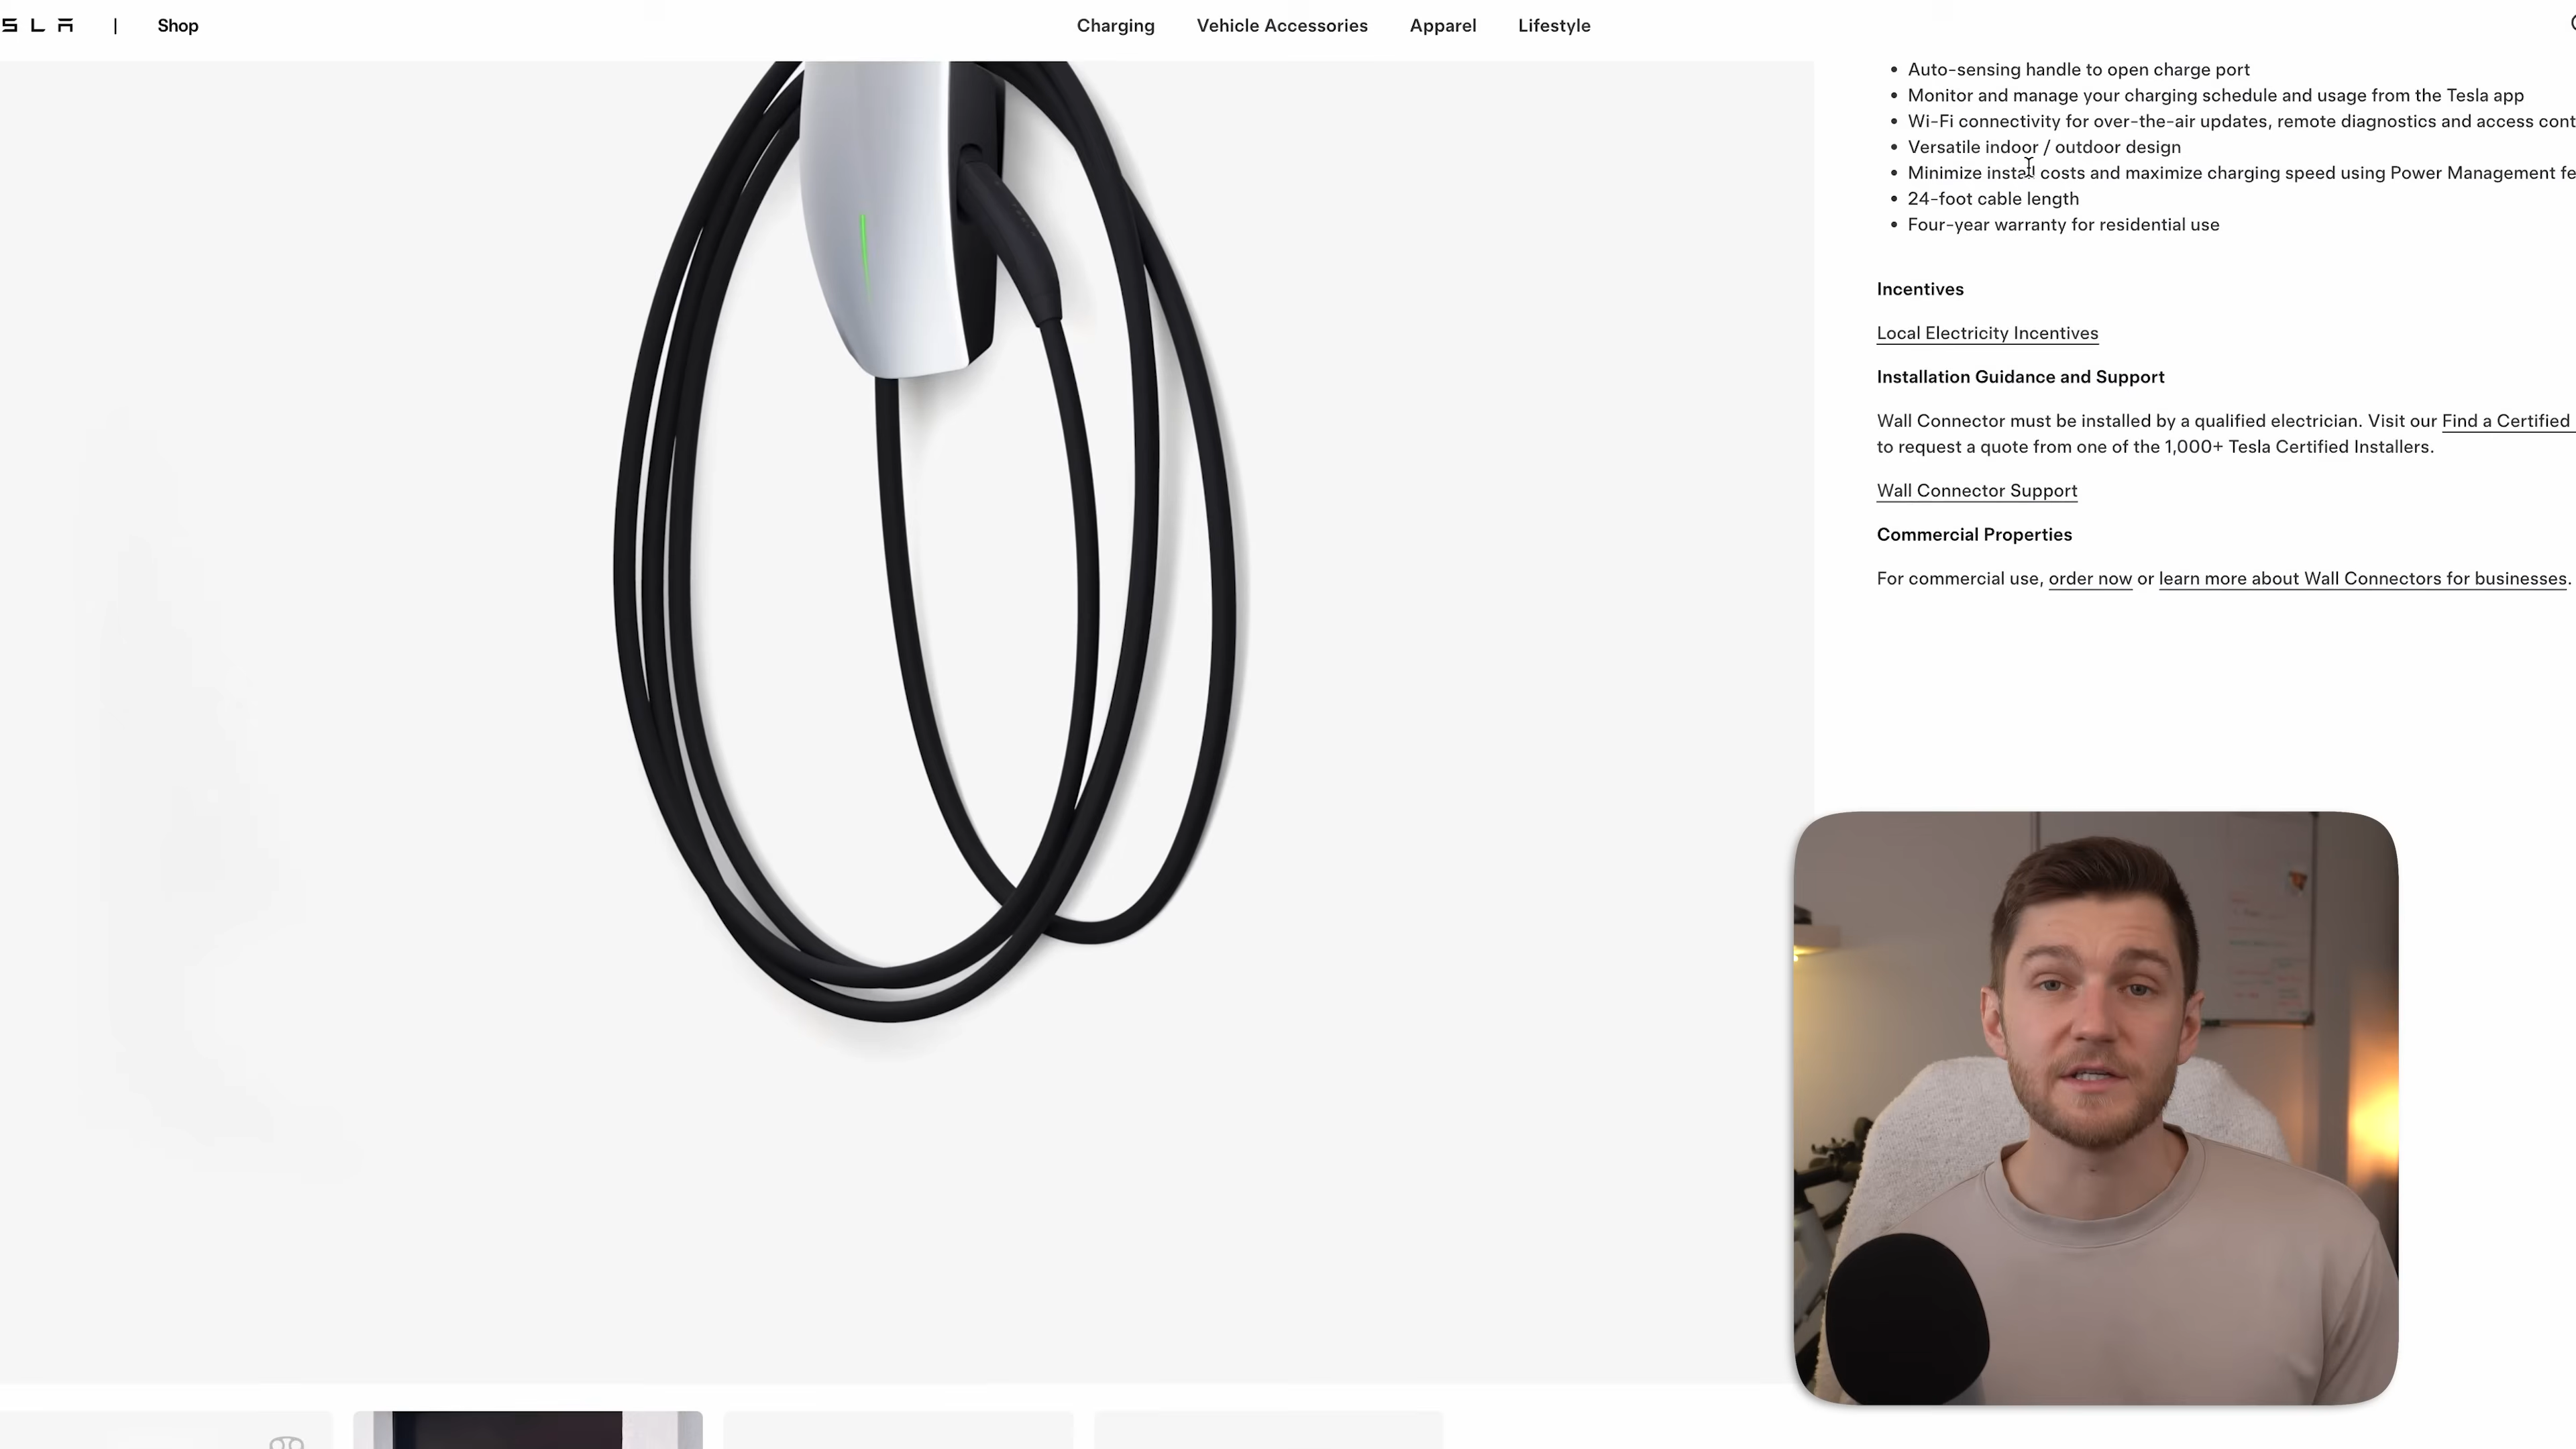 SLA | Shop
Charging Vehicle Accessories Apparel Lifestyle
• Auto-sensing handle to open charge port
• Monitor and manage your charging schedule and usage from the Tesla app
• Wi-Fi connectivity for over-the-air updates, remote diagnostics and access cont
• Versatile indoor / outdoor design
• Minimize install costs and maximize charging speed using Power Management fe
• 24-foot cable length
• Four-year warranty for residential use
Incentives
Local Electricity Incentives
Installation Guidance and Support
Wall Connector must be installed by a qualified electrician. Visit our Find a Certified
to request a quote from one of the 1,000+ Tesla Certified Installers.
Wall Connector Support
Commercial Properties
For commercial use, order now or learn more about Wall Connectors for businesses.